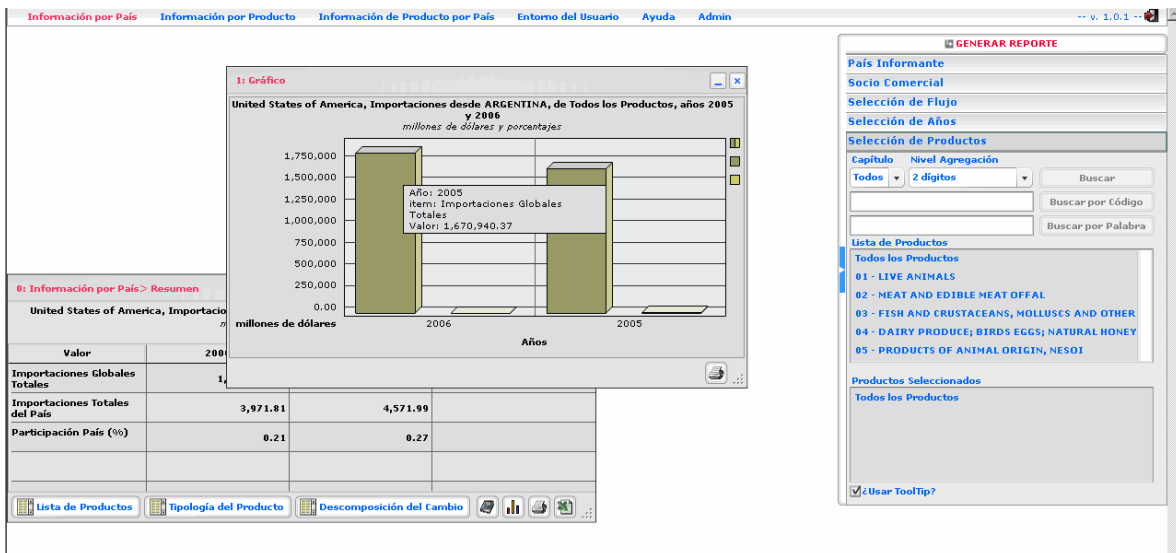 Información por País Información por Producto Información de Producto por País Entorno del Usuario Ayuda Admin -- v. 1.0.1 --
1: Gráfico
United States of America, Importaciones desde ARGENTINA, de Todos los Productos, años 2005
y 2006
millones de dólares y porcentajes
1,750,000
1,500,000
1,250,000
1,000,000
750,000
500,000
250,000
0.00
Año: 2005
item: Importaciones Globales
Totales
Valor: 1,670,940.37
millones de dólares 2006 2005
Años
0: Información por País> Resumen
United States of America, Importacio
Valor
Importaciones Globales
Totales
Importaciones Totales
del País 3,971.81 4,571.99
Participación País (%) 0.21 0.27
Lista de Productos Tipología del Producto Descomposición del Cambio
GENERAR REPORTE
País Informante
Socio Comercial
Selección de Flujo
Selección de Años
Selección de Productos
Capítulo Nivel Agregación
Todos 2 dígitos Buscar
Buscar por Código
Buscar por Palabra
Lista de Productos
Todos los Productos
01 - LIVE ANIMALS
02 - MEAT AND EDIBLE MEAT OFFAL
03 - FISH AND CRUSTACEANS, MOLLUSCS AND OTHER
04 - DAIRY PRODUCE; BIRDS EGGS; NATURAL HONEY
05 - PRODUCTS OF ANIMAL ORIGIN, NESOI
Productos Seleccionados
Todos los Productos
¿Usar ToolTip?